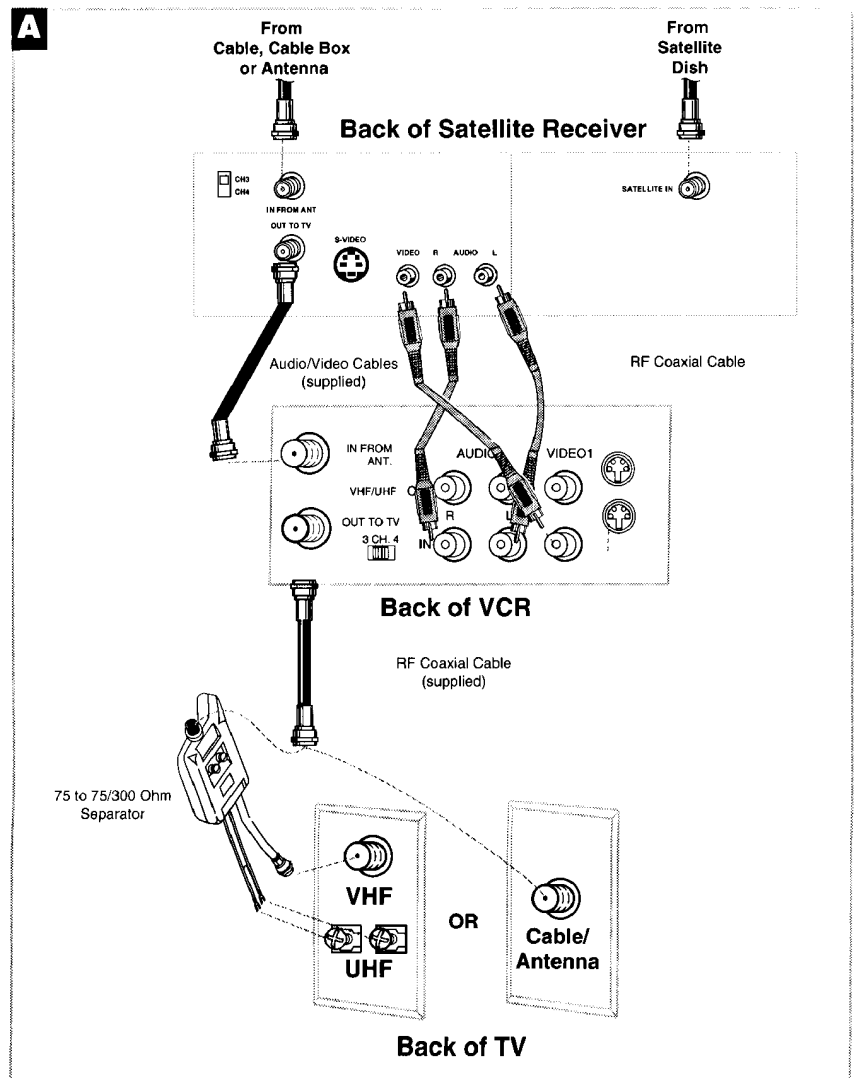 A
From
Cable, Cable Box
or Antenna
From
Satellite
Dish
Back of Satellite Receiver
CH3
CH4
IN FROM ANT
OUT TO TV
S-VIDEO
VIDEO R AUDIO L
SATELLITE IN
Audio/Video Cables
(supplied)
RF Coaxial Cable
IN FROM
ANT.
AUDIO
VIDEO1
VHF/UHF
R
OUT TO TV
3 CH. 4
IN
Back of VCR
RF Coaxial Cable
(supplied)
75 to 75/300 Ohm
Separator
VHF
UHF
OR
Cable/
Antenna
Back of TV